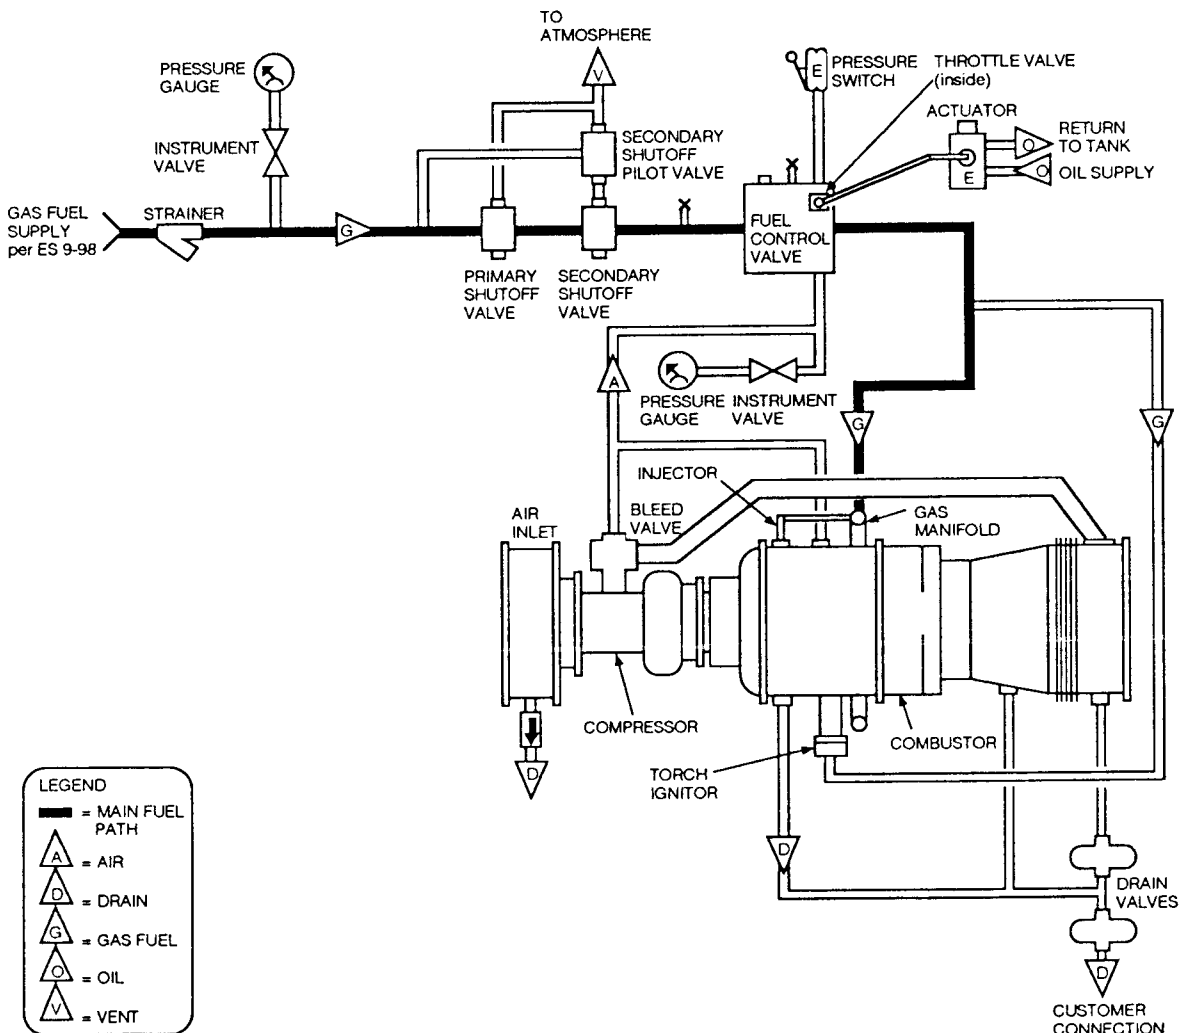 TO
ATMOSPHERE
V
PRESSURE
GAUGE
E
PRESSURE
SWITCH
THROTTLE VALVE
(inside)
ACTUATOR
INSTRUMENT
VALVE
SECONDARY
SHUTOFF
PILOT VALVE
O
RETURN
TO TANK
E
O
OIL SUPPLY
GAS FUEL
SUPPLY
per ES 9-98
STRAINER
G
FUEL
CONTROL
VALVE
PRIMARY
SHUTOFF
VALVE
SECONDARY
SHUTOFF
VALVE
A
PRESSURE
GAUGE
INSTRUMENT
VALVE
G
G
INJECTOR
AIR
INLET
BLEED
VALVE
GAS
MANIFOLD
COMPRESSOR
COMBUSTOR
D
TORCH
IGNITOR
D
DRAIN
VALVES
D
CUSTOMER
CONNECTION
LEGEND
= MAIN FUEL
PATH
A = AIR
D = DRAIN
G = GAS FUEL
O = OIL
V = VENT